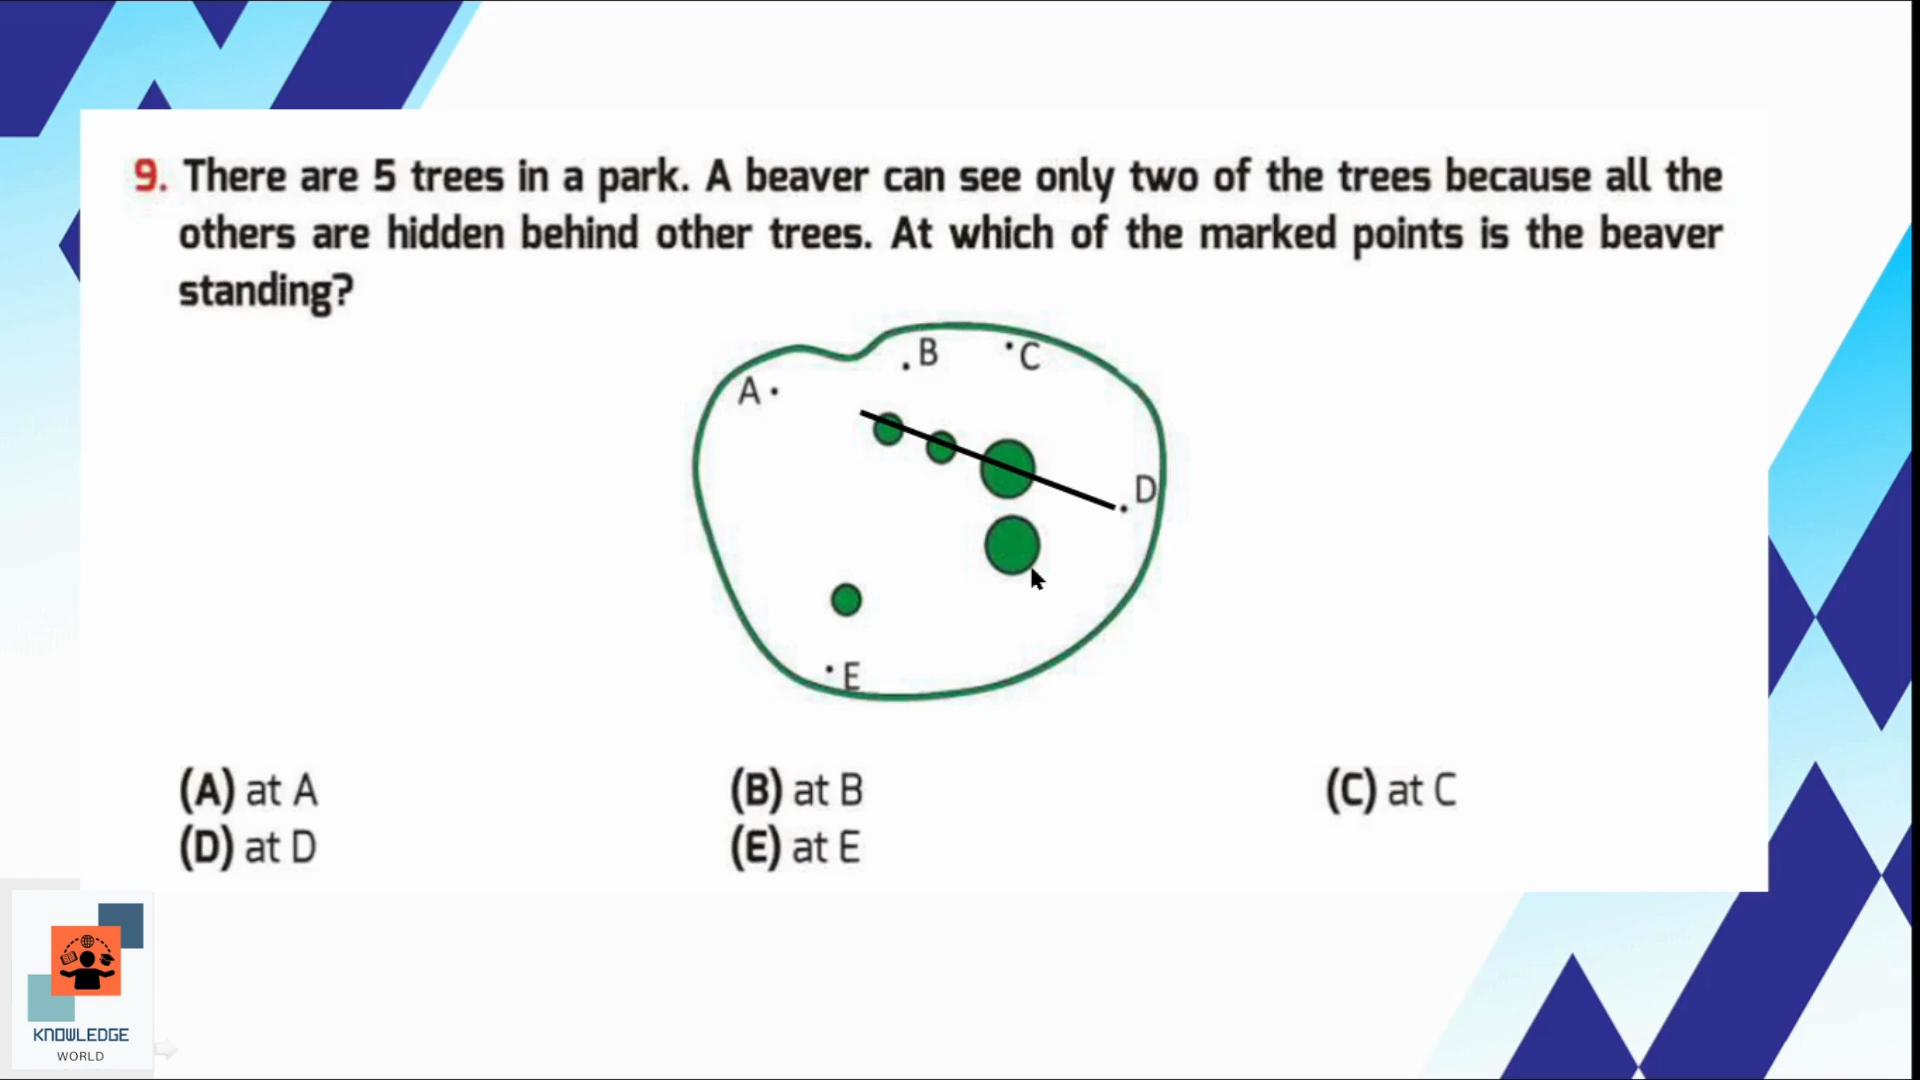 9. There are 5 trees in a park. A beaver can see only two of the trees because all the
others are hidden behind other trees. At which of the marked points is the beaver
standing?
B
C
A
D
E
(A) at A
(B) at B
(C) at C
(D) at D
(E) at E
KNOWLEDGE
WORLD